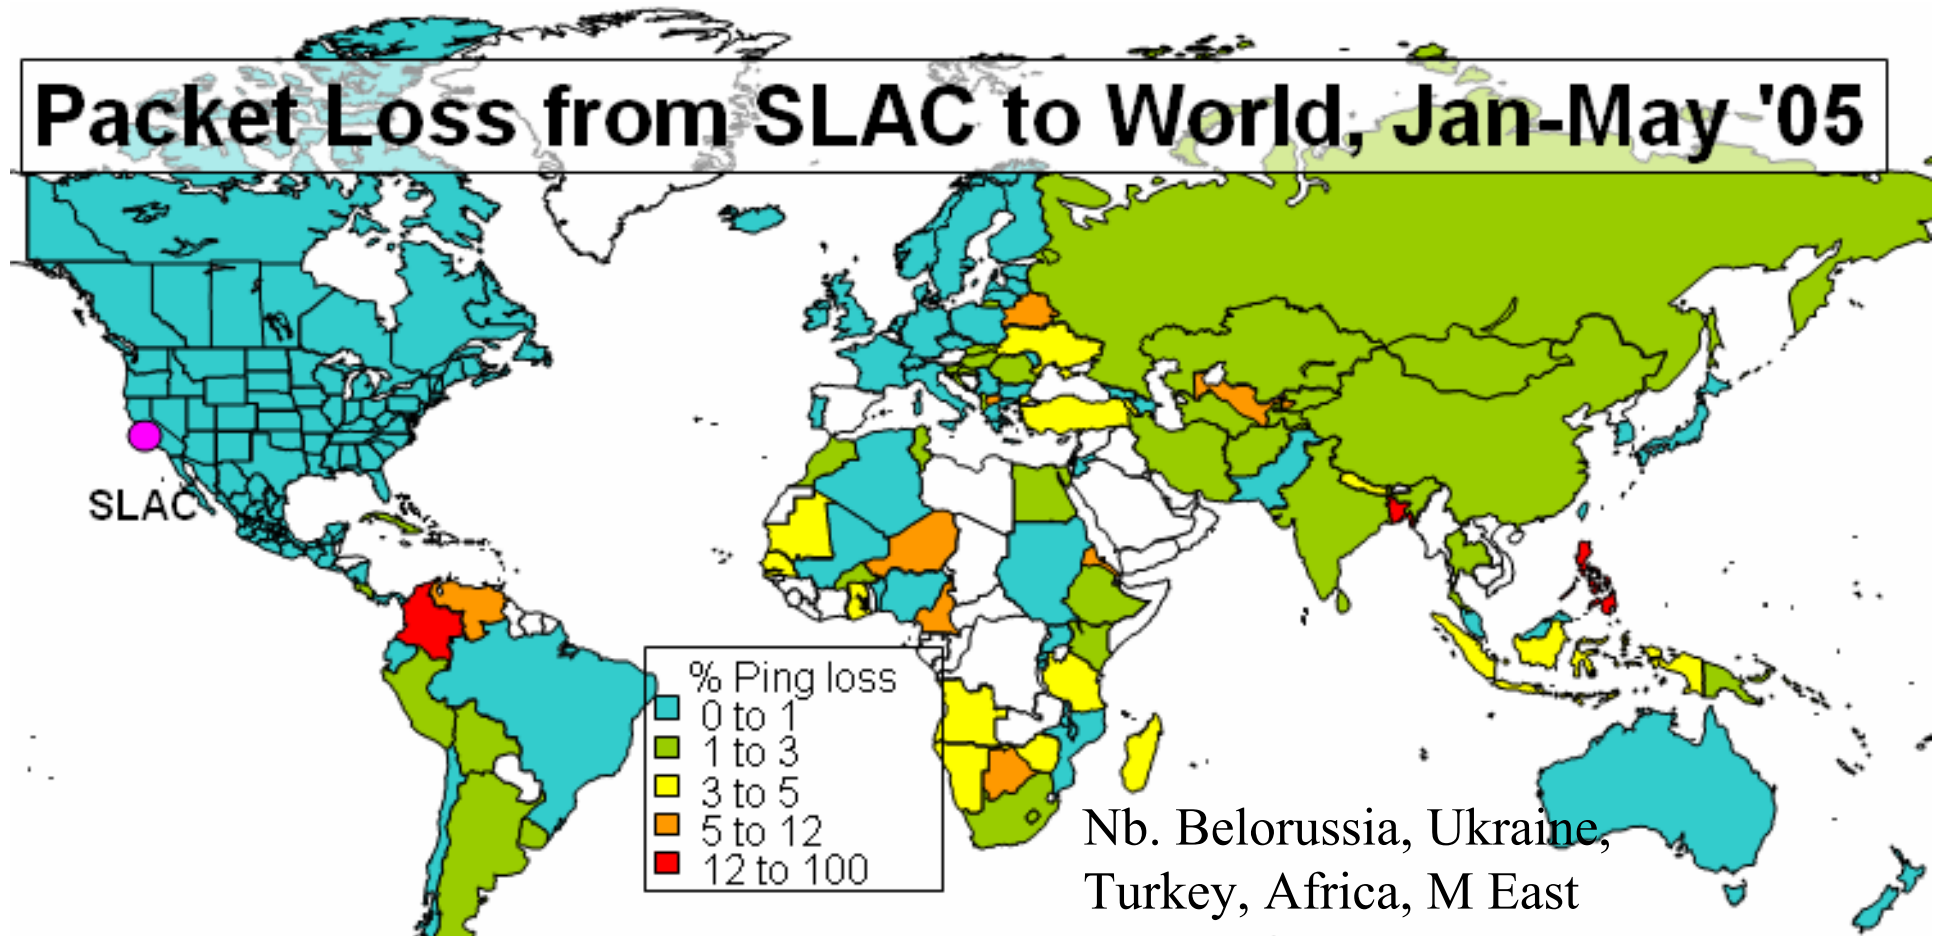 Packet Loss from SLAC to World, Jan-May '05
SLAC
% Ping loss
0 to 1
1 to 3
3 to 5
5 to 12
12 to 100
Nb. Belorussia, Ukraine,
Turkey, Africa, M East